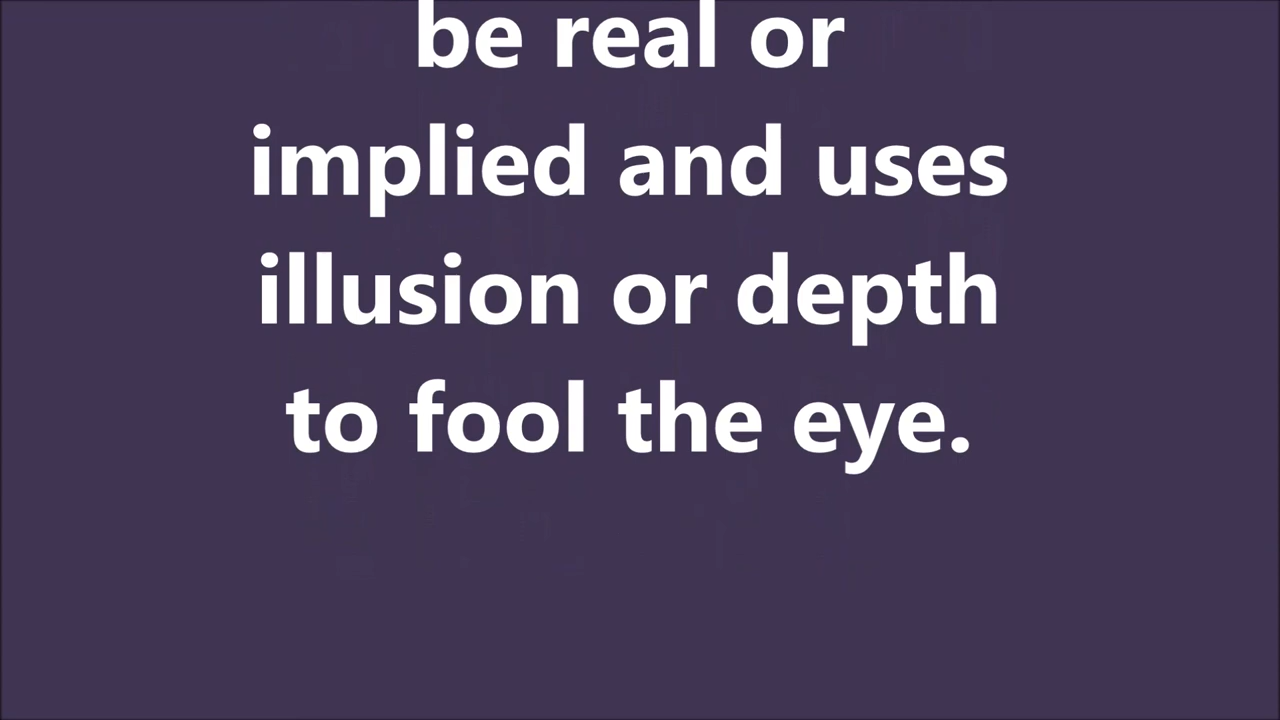 be real or
implied and uses
illusion or depth
to fool the eye.